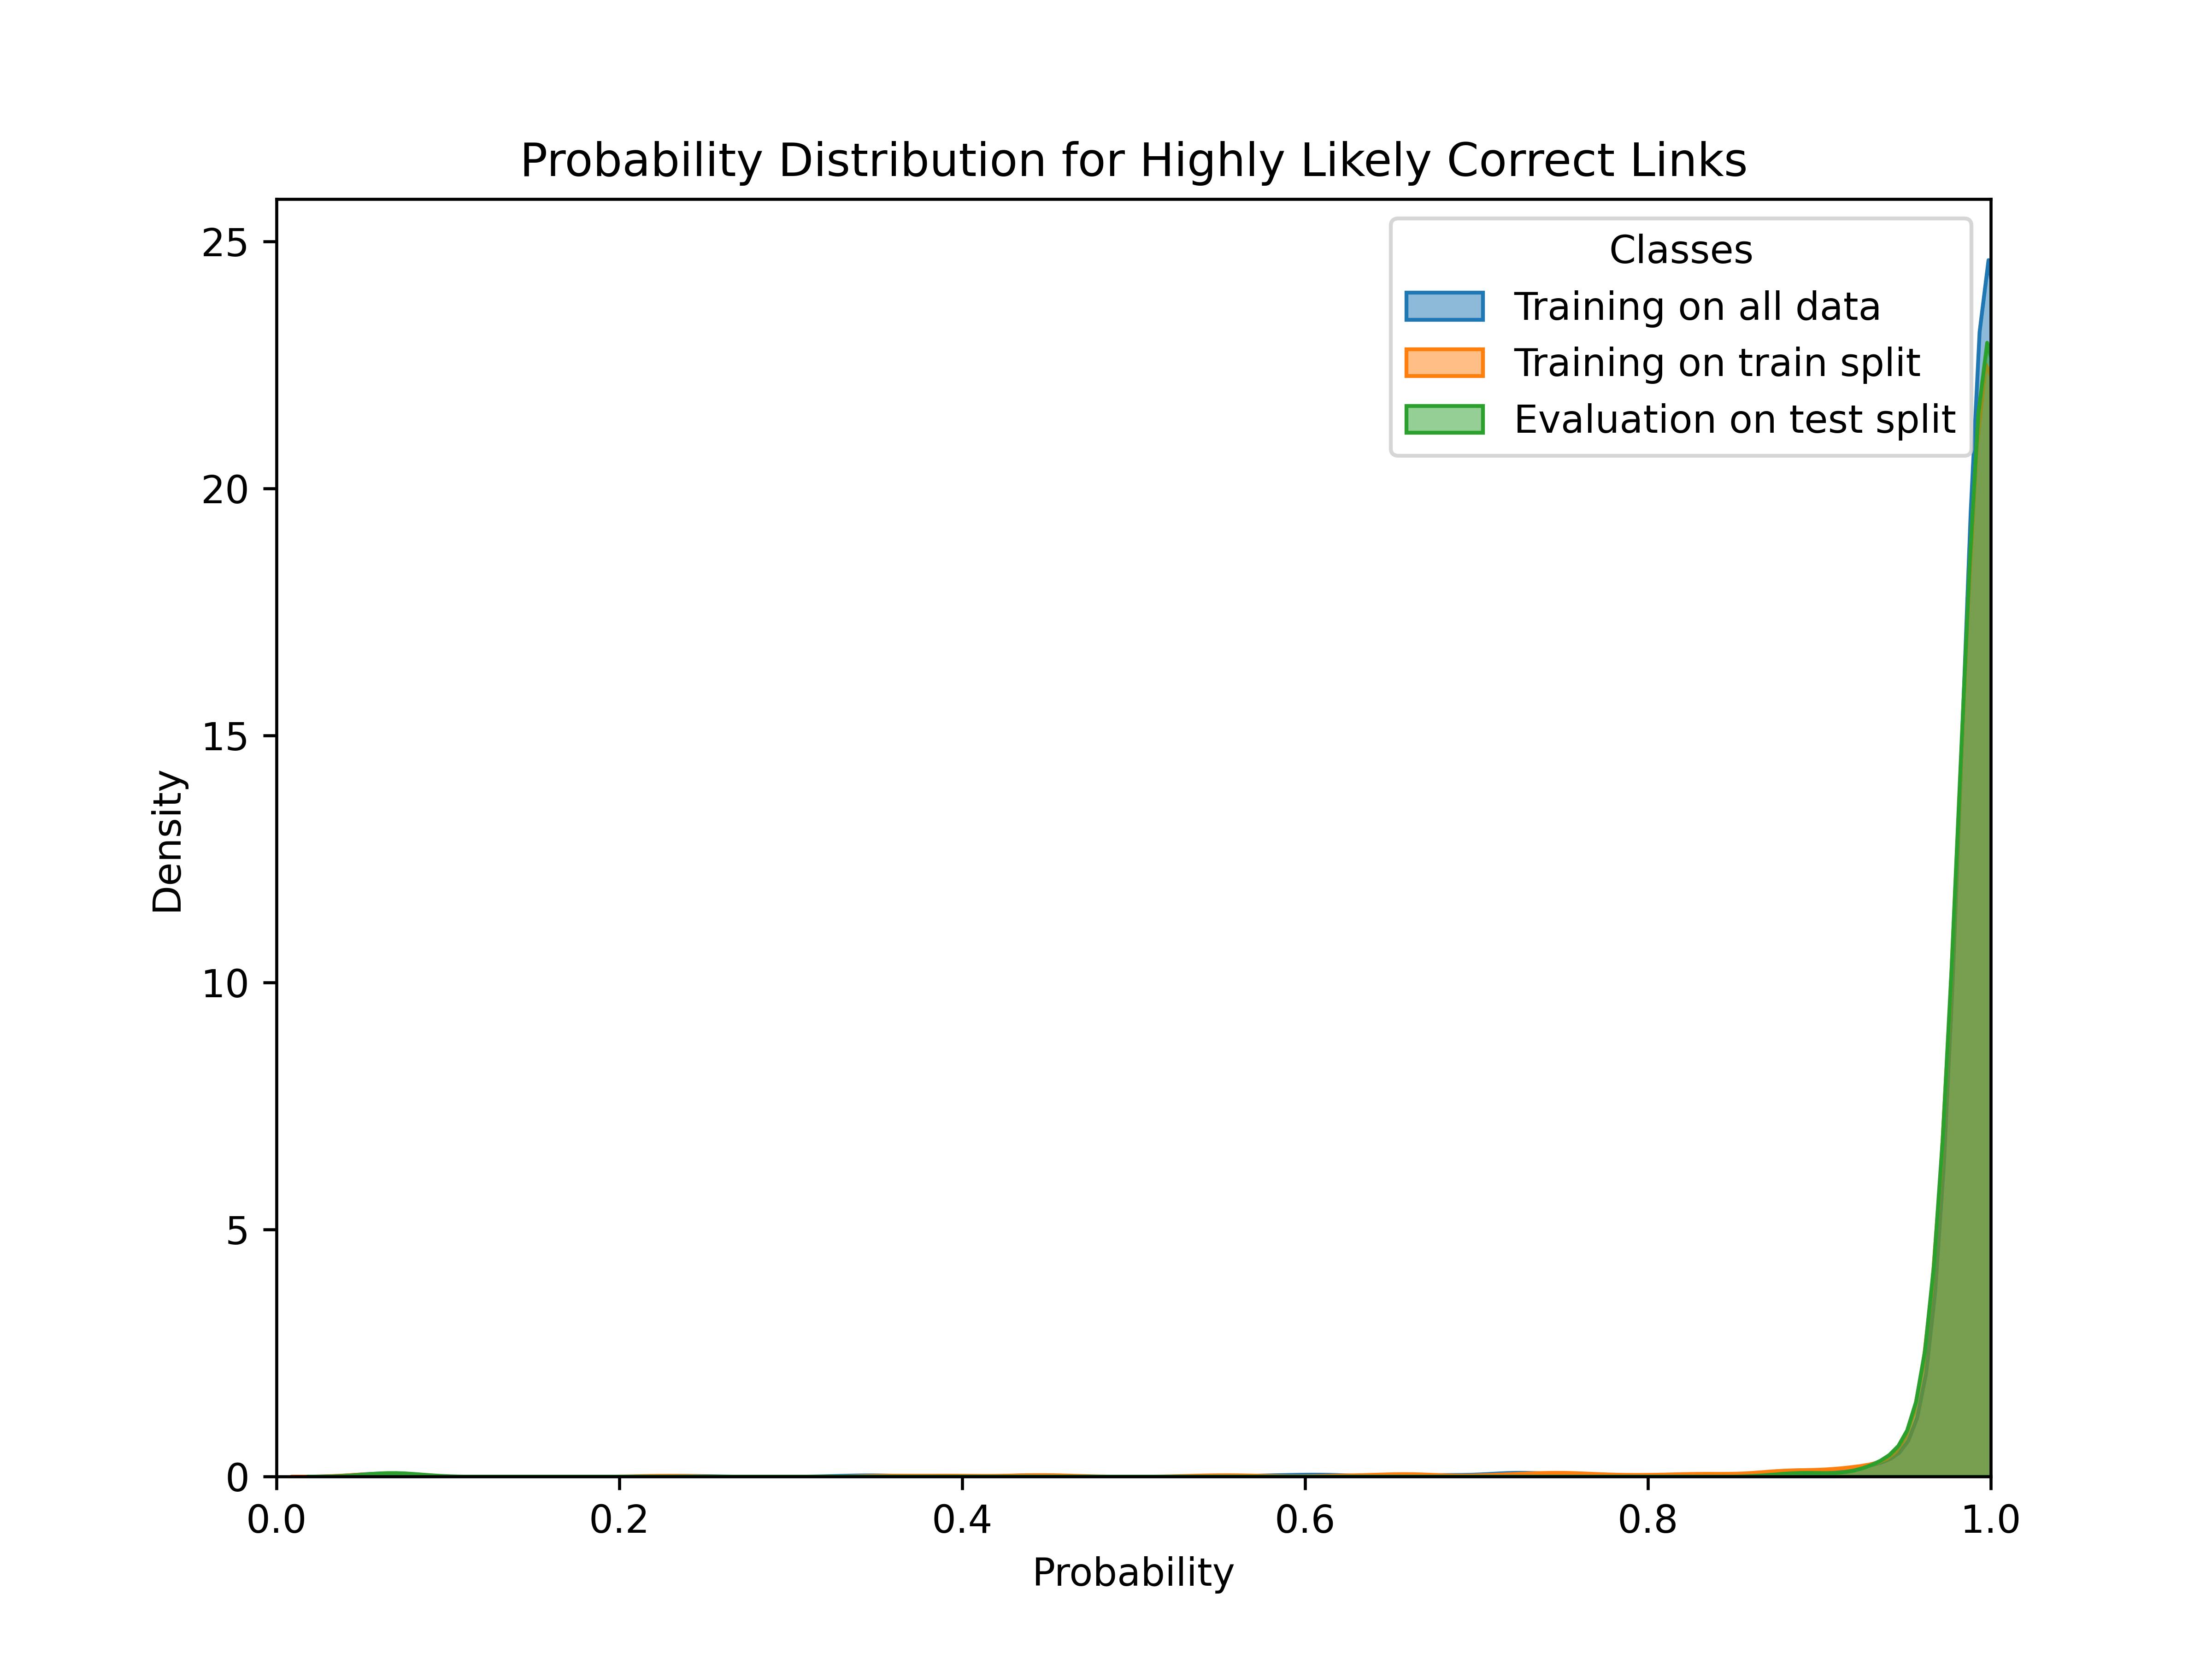 Probability Distribution for Highly Likely Correct Links
Classes
Training on all data
Training on train split
Evaluation on test split
25
20
15
10
5
0
Density
0.0 0.2 0.4 0.6 0.8 1.0
Probability